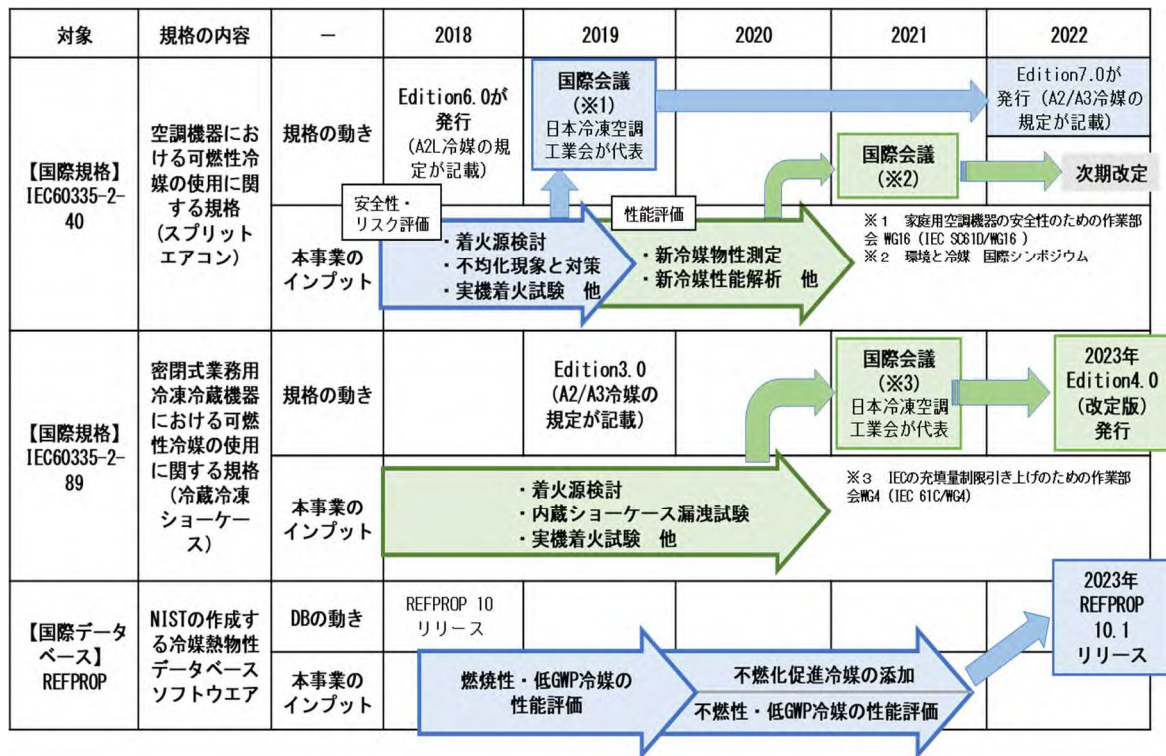 対象
規格の内容
－
2018
2019
2020
2021
2022
【国際規格】
IEC60335-2-
40
空調機器にお
ける可燃性冷
媒の使用に関
する規格
(スプリット
エアコン)
規格の動き
Edition6.0が
発行
(A2L冷媒の規
定が記載)
国際会議
(※1)
日本冷凍空調
工業会が代表
Edition7.0が
発行 (A2/A3冷媒の
規定が記載)
国際会議
(※2)
次期改定
本事業の
インプット
安全性・
リスク評価
・着火源検討
・不均化現象と対策
・実機着火試験 他
性能評価
・新冷媒物性測定
・新冷媒性能解析 他
※１ 家庭用空調機器の安全性のための作業部
会 WG16 (IEC SC61D/WG16 )
※２ 環境と冷媒 国際シンポジウム
【国際規格】
IEC60335-2-
89
密閉式業務用
冷凍冷蔵機器
における可燃
性冷媒の使用
に関する規格
(冷蔵冷凍
ショーケー
ス)
規格の動き
Edition3.0
(A2/A3冷媒の
規定が記載)
国際会議
(※3)
日本冷凍空調
工業会が代表
2023年
Edition4.0
(改定版)
発行
本事業の
インプット
・着火源検討
・内蔵ショーケース漏洩試験
・実機着火試験 他
※３ IECの充填量制限引き上げのための作業部
会WG4 (IEC 61C/WG4)
【国際データ
ベース】
REFPROP
NISTの作成す
る冷媒熱物性
データベース
ソフトウエア
DBの動き
REFPROP 10
リリース
2023年
REFPROP
10.1
リリース
本事業の
インプット
燃焼性・低GWP冷媒の
性能評価
不燃化促進冷媒の添加
不燃性・低GWP冷媒の性能評価